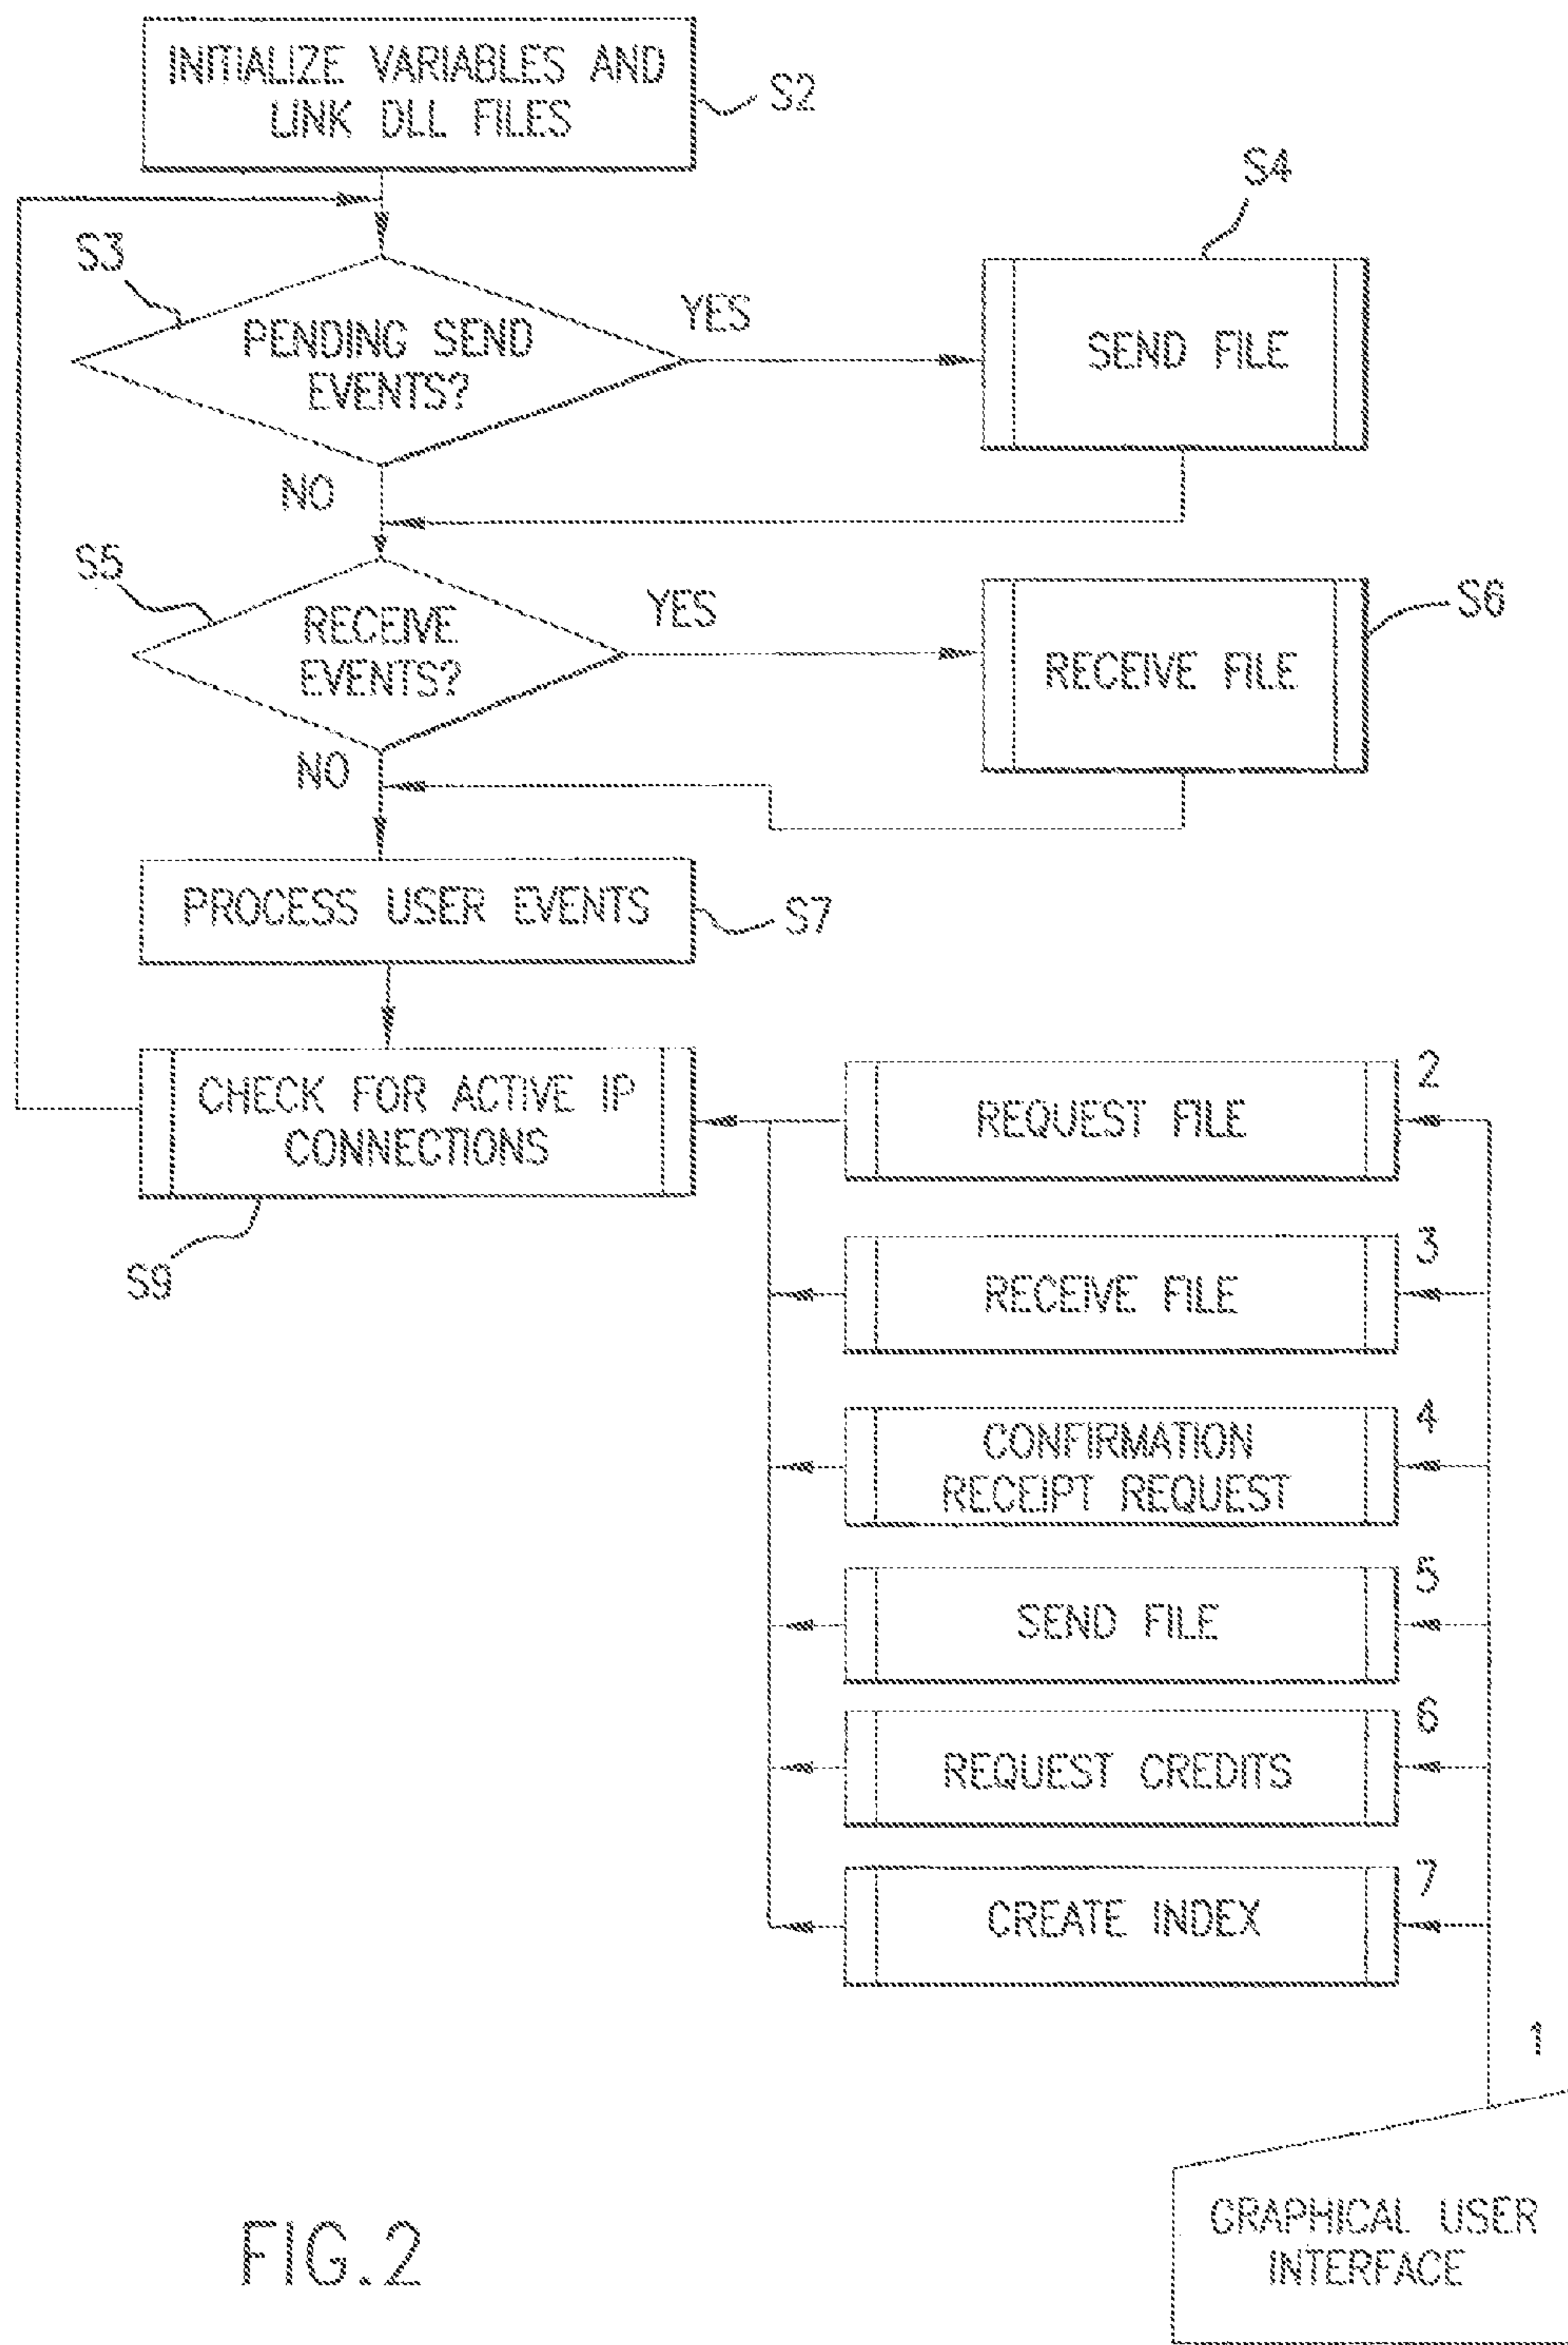 INITIALIZE VARIABLES AND
LINK DLL FILES
S2
S4
S3
PENDING SEND
EVENTS?
YES
SEND FILE
NO
S5
RECEIVE
EVENTS?
YES
RECEIVE FILE
S6
NO
PROCESS USER EVENTS
S7
CHECK FOR ACTIVE IP
CONNECTIONS
S9
REQUEST FILE
2
RECEIVE FILE
3
CONFIRMATION
RECEIPT REQUEST
4
SEND FILE
5
REQUEST CREDITS
6
CREATE INDEX
7
1
GRAPHICAL USER
INTERFACE
FIG.2